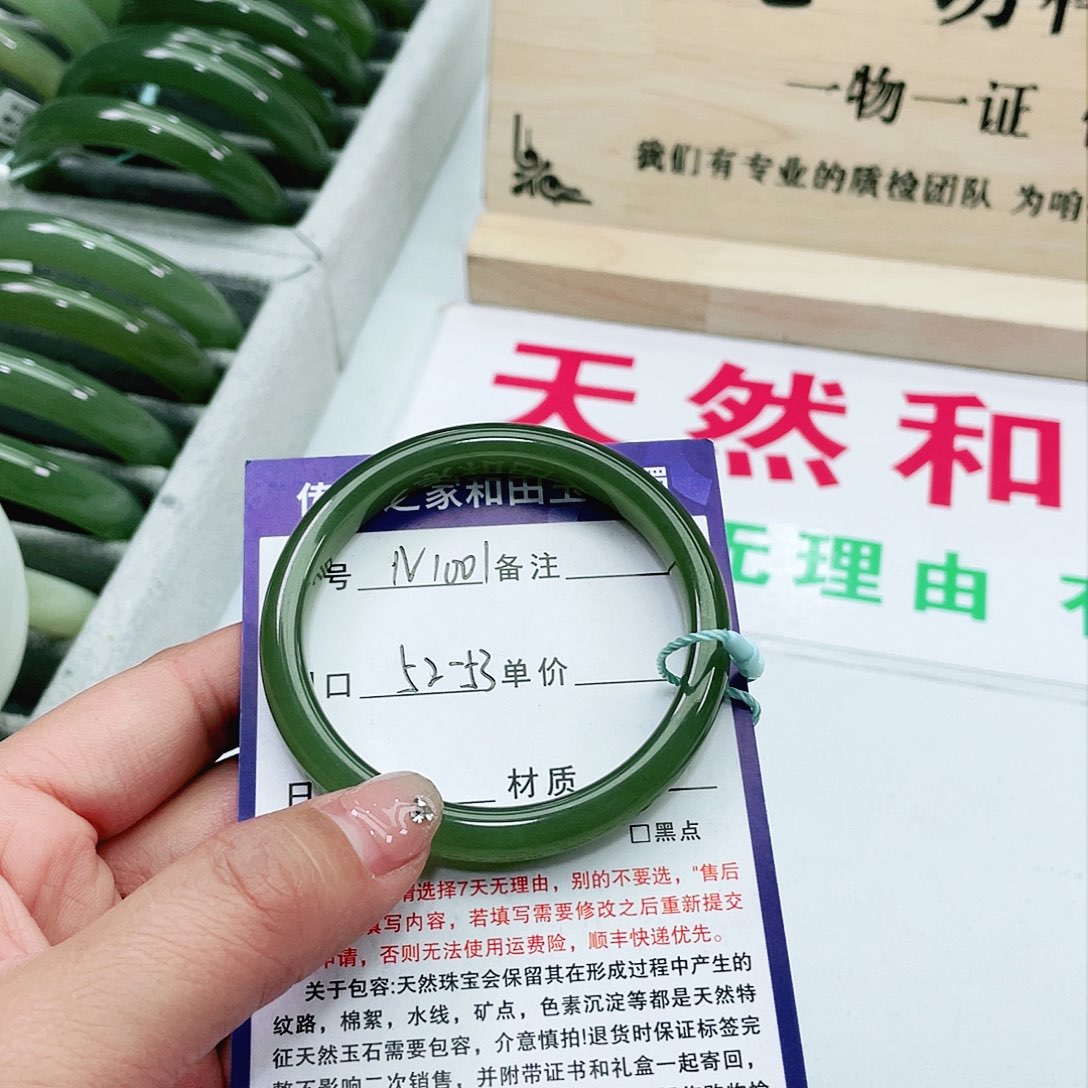 一物一证
我们有专业的质检团队 为咱
天然和
无理由
家和田玉
号 IV1001 备注
口 52-53 单价
日 材质
□黑点
请选择7天无理由，别的不要选，"售后
填写内容，若填写需要修改之后重新提交
申请，否则无法使用运费险，顺丰快递优先。
关于包容:天然珠宝会保留其在形成过程中产生的
纹路，棉絮，水线，矿点，色素沉淀等都是天然特
征天然玉石需要包容，介意慎拍!退货时保证标签完
整不影响二次销售，并附带证书和礼盒一起寄回，